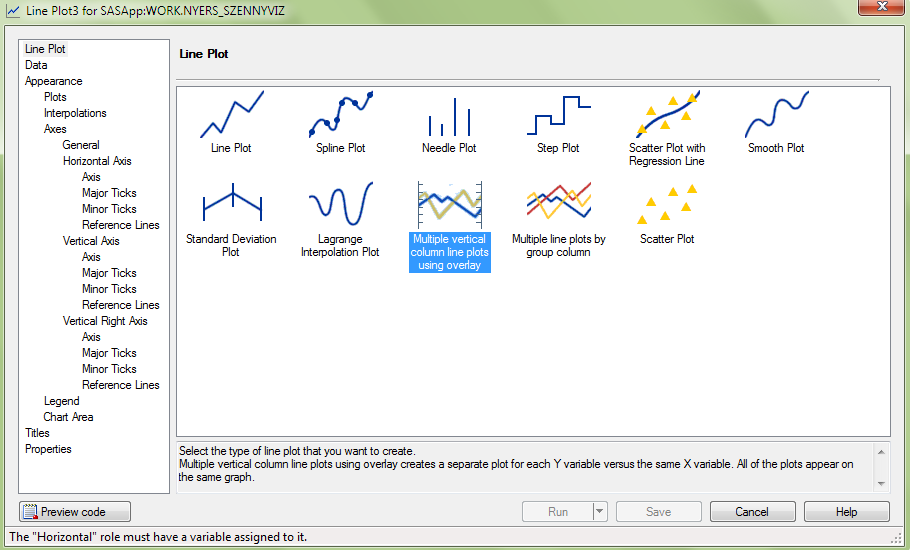 Line Plot3 for SASApp:WORK.NYERS_SZENNYVIZ
Line Plot
Data
Appearance
Plots
Interpolations
Axes
General
Horizontal Axis
Axis
Major Ticks
Minor Ticks
Reference Lines
Vertical Axis
Axis
Major Ticks
Minor Ticks
Reference Lines
Vertical Right Axis
Axis
Major Ticks
Minor Ticks
Reference Lines
Legend
Chart Area
Titles
Properties
Line Plot
Line Plot
Spline Plot
Needle Plot
Step Plot
Scatter Plot with
Regression Line
Smooth Plot
Standard Deviation
Plot
Lagrange
Interpolation Plot
Multiple vertical
column line plots
using overlay
Multiple line plots by
group column
Scatter Plot
Select the type of line plot that you want to create.
Multiple vertical column line plots using overlay creates a separate plot for each Y variable versus the same X variable. All of the plots appear on
the same graph.
Preview code
Run
Save
Cancel
Help
The "Horizontal" role must have a variable assigned to it.